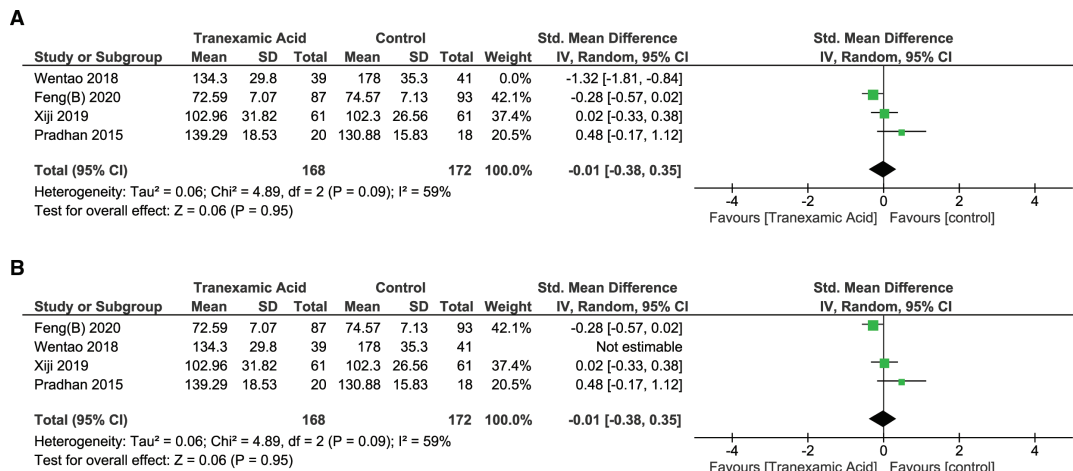 A
Tranexamic Acid Control Std. Mean Difference Std. Mean Difference
Study or Subgroup Mean SD Total Mean SD Total Weight IV, Random, 95% CI IV, Random, 95% CI
Wentao 2018 134.3 29.8 39 178 35.3 41 0.0% -1.32 [-1.81, -0.84]
Feng(B) 2020 72.59 7.07 87 74.57 7.13 93 42.1% -0.28 [-0.57, 0.02]
Xiji 2019 102.96 31.82 61 102.3 26.56 61 37.4% 0.02 [-0.33, 0.38]
Pradhan 2015 139.29 18.53 20 130.88 15.83 18 20.5% 0.48 [-0.17, 1.12]
Total (95% CI) 168 172 100.0% -0.01 [-0.38, 0.35]
Heterogeneity: Tau² = 0.06; Chi² = 4.89, df = 2 (P = 0.09); I² = 59%
Test for overall effect: Z = 0.06 (P = 0.95)
-4 -2 0 2 4
Favours [Tranexamic Acid] Favours [control]
B
Tranexamic Acid Control Std. Mean Difference Std. Mean Difference
Study or Subgroup Mean SD Total Mean SD Total Weight IV, Random, 95% CI IV, Random, 95% CI
Feng(B) 2020 72.59 7.07 87 74.57 7.13 93 42.1% -0.28 [-0.57, 0.02]
Wentao 2018 134.3 29.8 39 178 35.3 41 Not estimable
Xiji 2019 102.96 31.82 61 102.3 26.56 61 37.4% 0.02 [-0.33, 0.38]
Pradhan 2015 139.29 18.53 20 130.88 15.83 18 20.5% 0.48 [-0.17, 1.12]
Total (95% CI) 168 172 100.0% -0.01 [-0.38, 0.35]
Heterogeneity: Tau² = 0.06; Chi² = 4.89, df = 2 (P = 0.09); I² = 59%
Test for overall effect: Z = 0.06 (P = 0.95)
-4 -2 0 2 4
Favours [Tranexamic Acid] Favours [control]